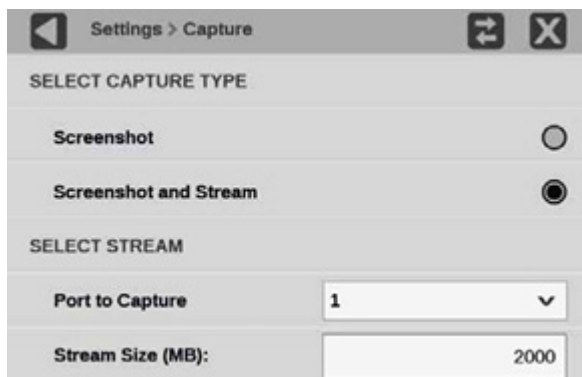 Settings > Capture
SELECT CAPTURE TYPE
Screenshot
Screenshot and Stream
SELECT STREAM
Port to Capture 1
Stream Size (MB): 2000